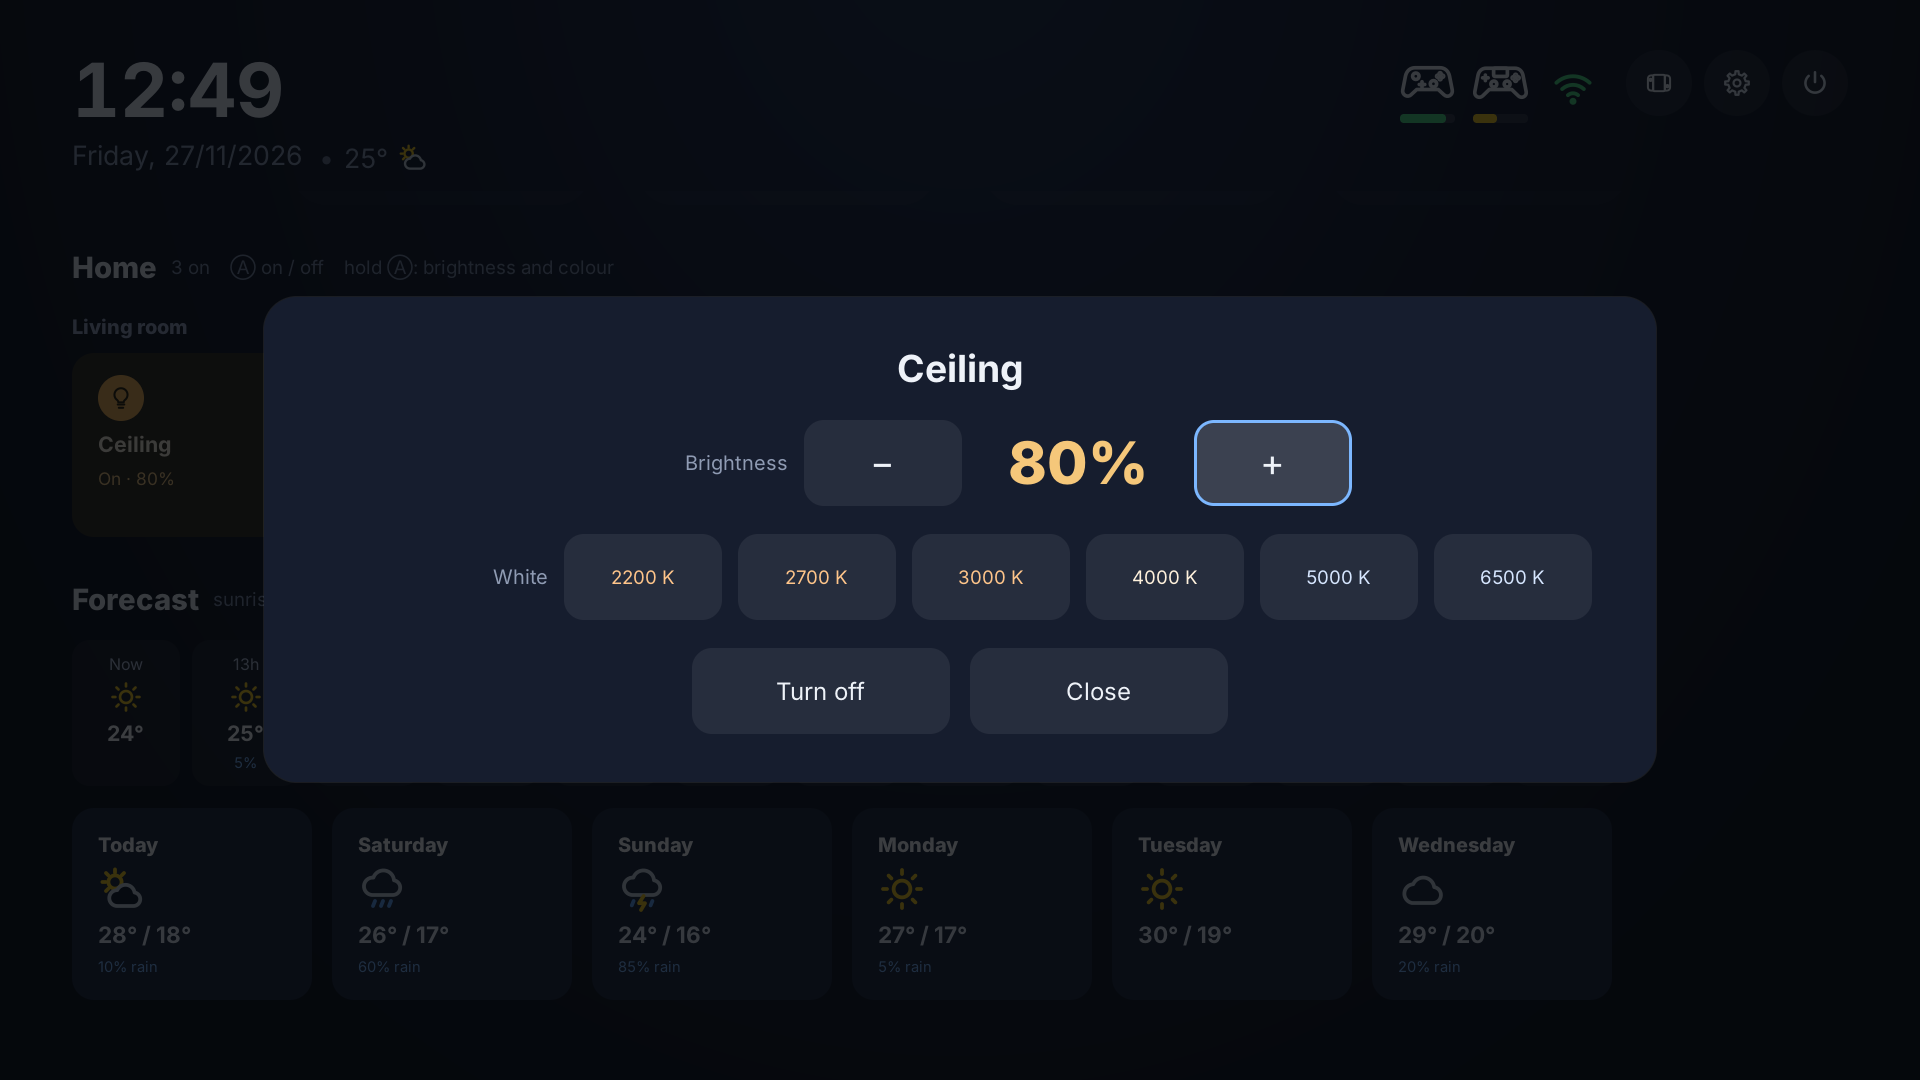 12:49
Friday, 27/11/2026 • 25°
Home 3 on Ⓐ on / off hold Ⓐ: brightness and colour
Living room
Ceiling
On · 80%
Ceiling
Brightness − 80% +
White 2200 K 2700 K 3000 K 4000 K 5000 K 6500 K
Turn off Close
Forecast
Now 13h
24° 25°
5%
Today Saturday Sunday Monday Tuesday Wednesday
28° / 18° 26° / 17° 24° / 16° 27° / 17° 30° / 19° 29° / 20°
10% rain 60% rain 85% rain 5% rain 20% rain